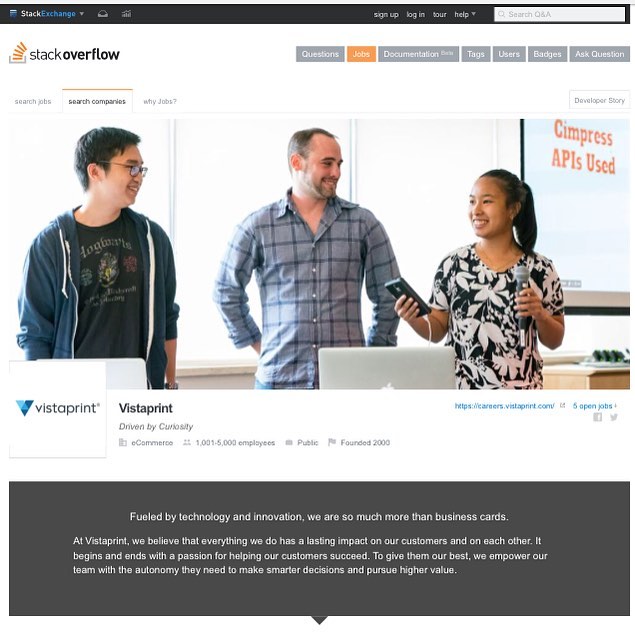 StackExchange
sign up log in tour help
Search Q&A
stackoverflow
Questions Jobs Documentation Beta Tags Users Badges Ask Question
search jobs search companies why Jobs?
Developer Story
Cimpress
APIs Used
Hogwarts
vistaprint®
Vistaprint
https://careers.vistaprint.com/ 5 open jobs
Driven by Curiosity
eCommerce 1,001-5,000 employees Public Founded 2000
Fueled by technology and innovation, we are so much more than business cards.
At Vistaprint, we believe that everything we do has a lasting impact on our customers and on each other. It
begins and ends with a passion for helping our customers succeed. To give them our best, we empower our
team with the autonomy they need to make smarter decisions and pursue higher value.